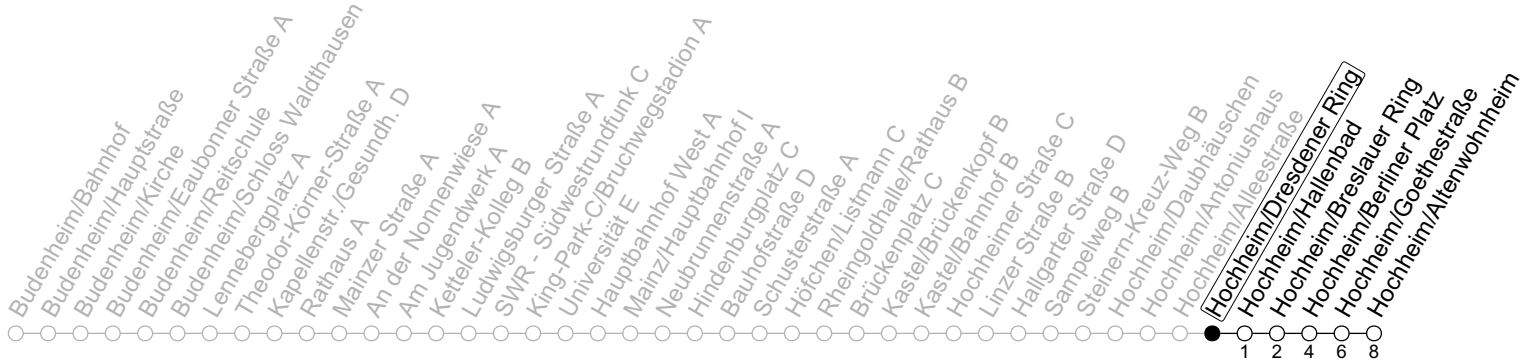 Budenheim/Bahnhof
Budenheim/Hauptstraße
Budenheim/Kirche
Budenheim/Eaubonner Straße A
Budenheim/Reitschule
Budenheim/Schloss Waldthausen
Lennebergplatz A
Theodor-Körner-Straße A
Kapellenstr./Gesundh. D
Rathaus A
Mainzer Straße A
An der Nonnenwiese A
Am Jugendwerk A
Ketteler-Kolleg B
Ludwigsburger Straße A
SWR - Südwestrundfunk C
King-Park-C/Bruchwegstadion A
Universität E
Hauptbahnhof West A
Mainz/Hauptbahnhof I
Neubrunnenstraße A
Hindenburgplatz C
Bauhofstraße D
Schusterstraße A
Höfchen/Listmann C
Rheingoldhalle/Rathaus B
Brückenplatz C
Kastel/Brückenkopf B
Kastel/Bahnhof B
Hochheimer Straße C
Linzer Straße B
Hallgarter Straße D
Sampelweg B
Steinern-Kreuz-Weg B
Hochheim/Daubhäuschen
Hochheim/Antoniushaus
Hochheim/Alleestraße
Hochheim/Dresdener Ring
Hochheim/Hallenbad
Hochheim/Breslauer Ring
Hochheim/Berliner Platz
Hochheim/Goethestraße
Hochheim/Altenwohnheim
1 2 4 6 8